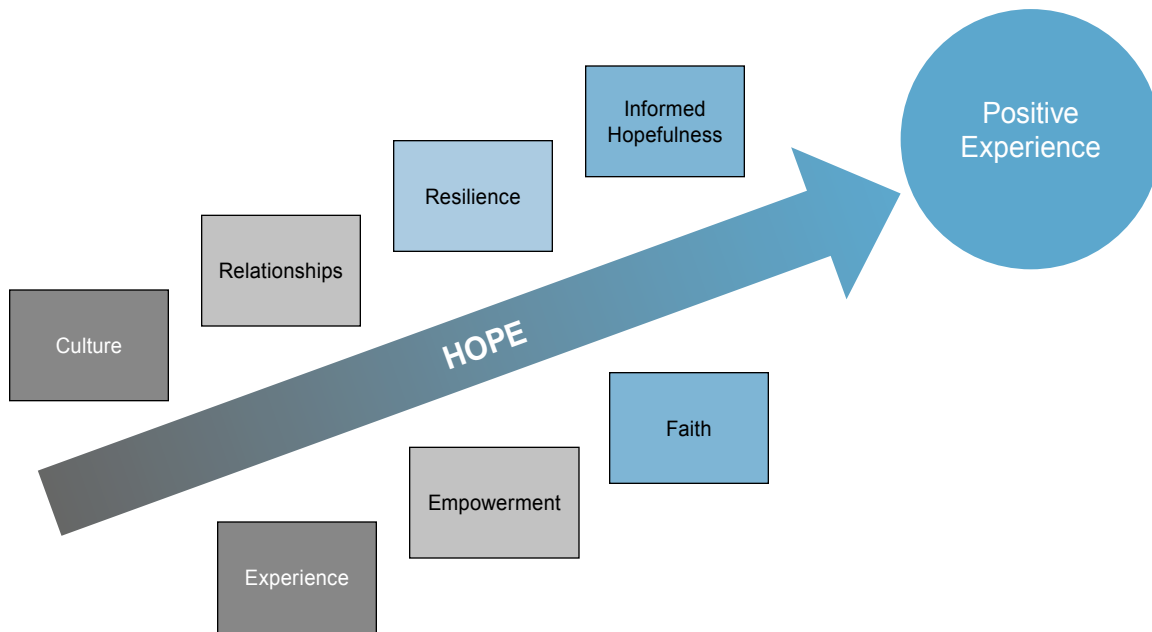 Positive
Experience
Informed
Hopefulness
Resilience
Relationships
Culture
HOPE
Faith
Empowerment
Experience